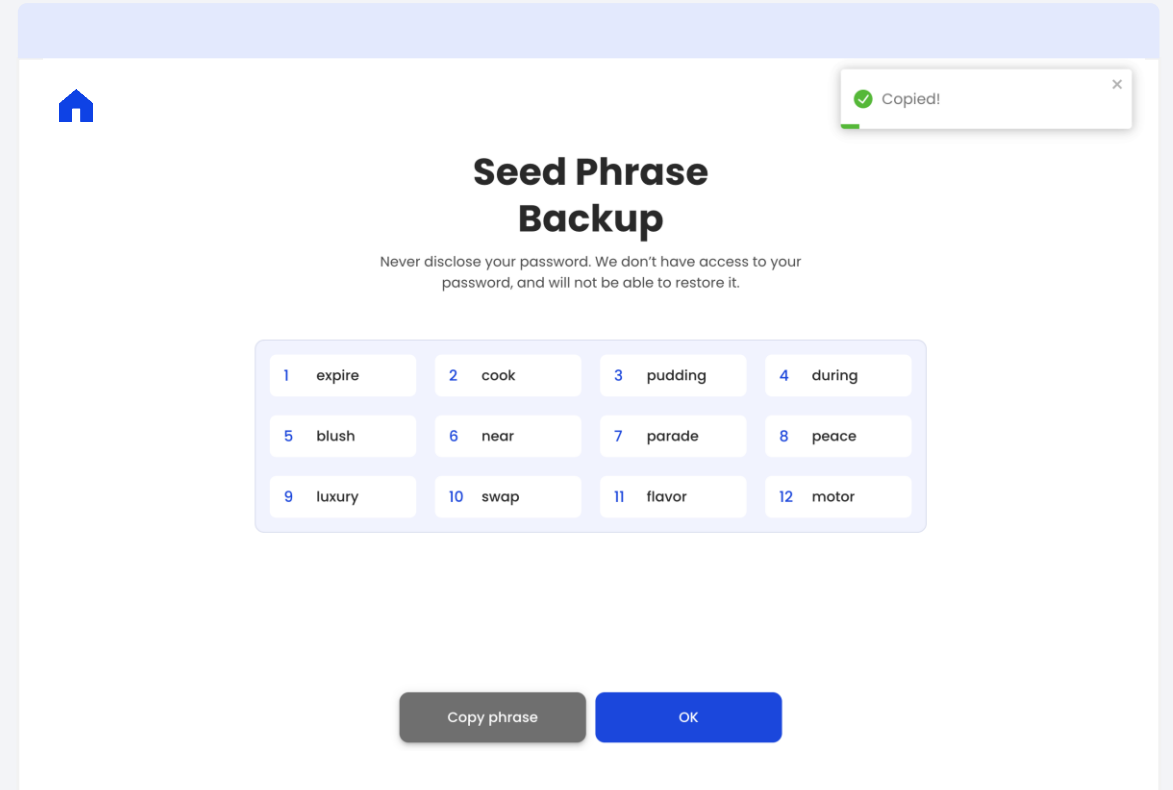 Copied!
Seed Phrase
Backup
Never disclose your password. We don't have access to your
password, and will not be able to restore it.
1 expire 2 cook 3 pudding 4 during
5 blush 6 near 7 parade 8 peace
9 luxury 10 swap 11 flavor 12 motor
Copy phrase OK